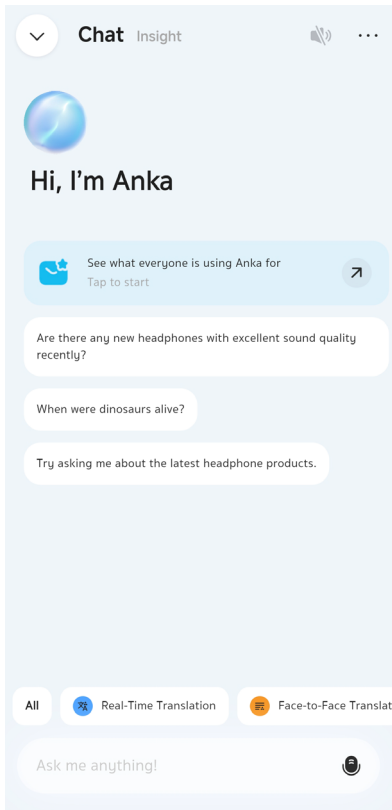 Chat Insight
Hi, I'm Anka
See what everyone is using Anka for
Tap to start
Are there any new headphones with excellent sound quality
recently?
When were dinosaurs alive?
Try asking me about the latest headphone products.
All Real-Time Translation Face-to-Face Translat
Ask me anything!